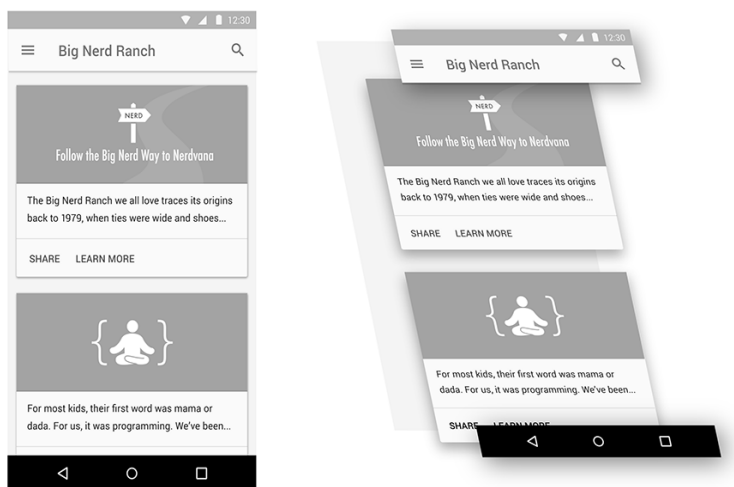 12:30
Big Nerd Ranch
NERD
Follow the Big Nerd Way to Nerdvana
The Big Nerd Ranch we all love traces its origins
back to 1979, when ties were wide and shoes...
SHARE LEARN MORE
For most kids, their first word was mama or
dada. For us, it was programming. We've been...
12:30
Big Nerd Ranch
NERD
Follow the Big Nerd Way to Nerdvana
The Big Nerd Ranch we all love traces its origins
back to 1979, when ties were wide and shoes...
SHARE LEARN MORE
For most kids, their first word was mama or
dada. For us, it was programming. We've been...
SHARE LEARN MORE